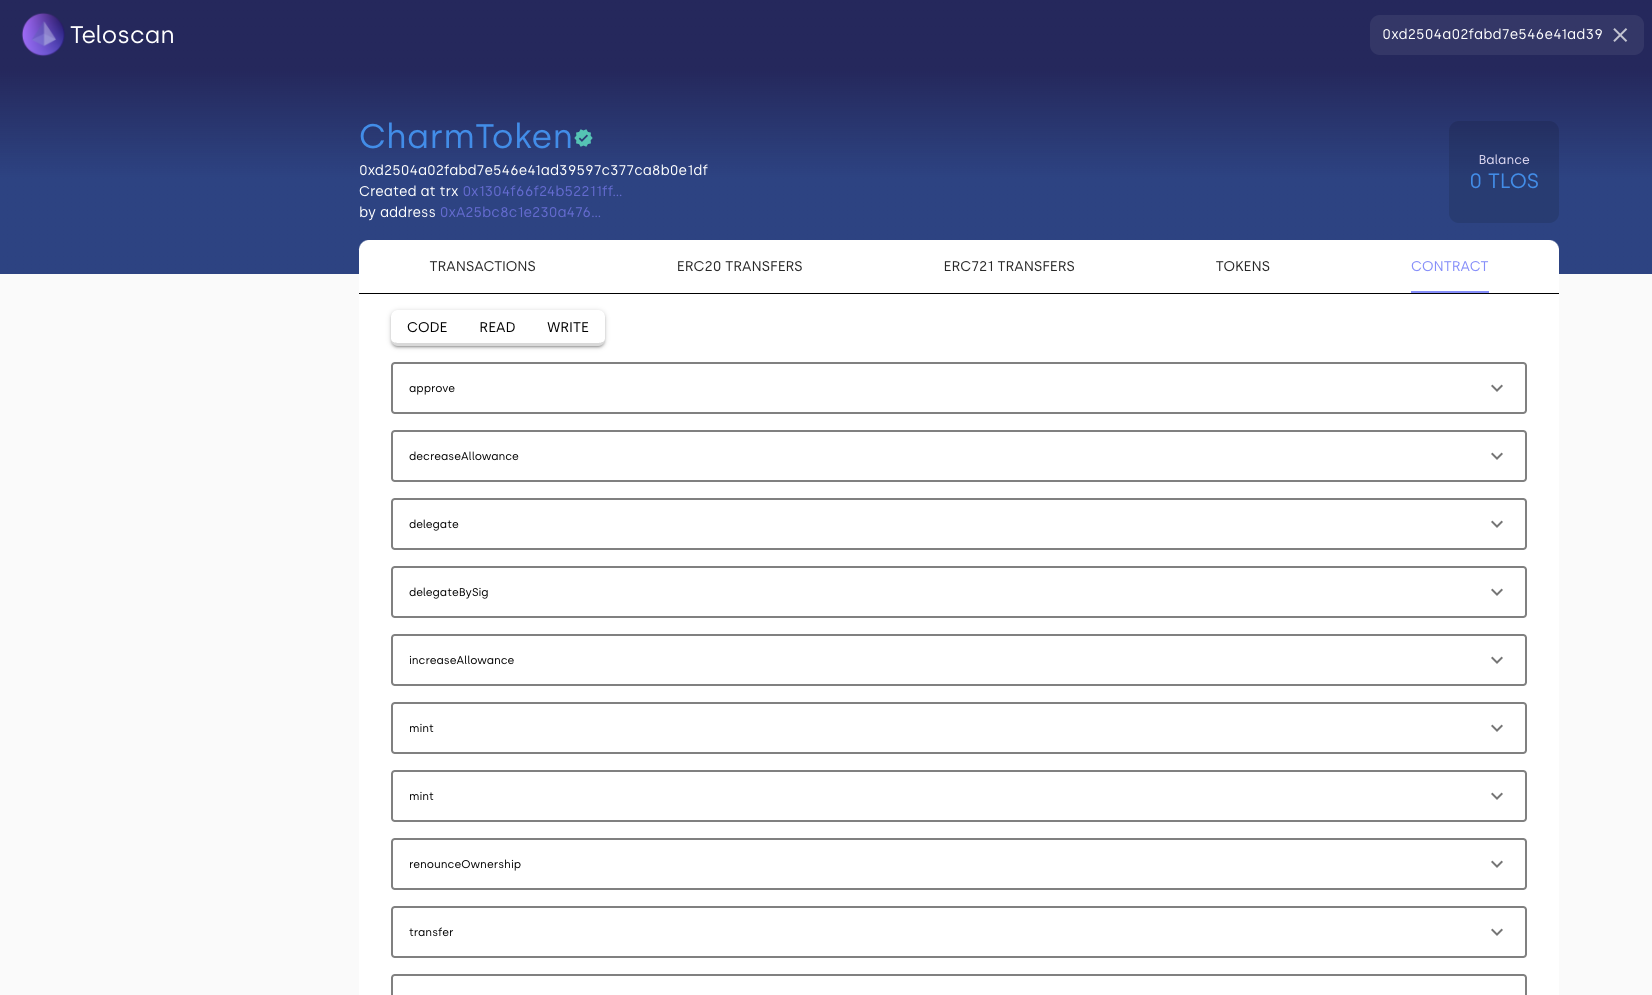 Teloscan
0xd2504a02fabd7e546e41ad39
CharmToken
0xd2504a02fabd7e546e41ad39597c377ca8b0e1df
Created at trx 0x1304f66f24b52211ff...
by address 0xA25bc8c1e230a476...
Balance
0 TLOS
TRANSACTIONS ERC20 TRANSFERS ERC721 TRANSFERS TOKENS CONTRACT
CODE READ WRITE
approve
decreaseAllowance
delegate
delegateBySig
increaseAllowance
mint
mint
renounceOwnership
transfer